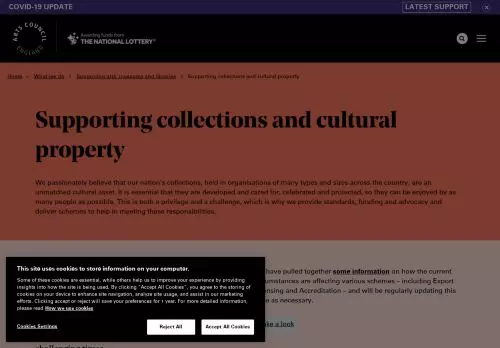 COVID-19 UPDATE
LATEST SUPPORT
ARTS COUNCIL
ENGLAND
Awarding funds from
THE NATIONAL LOTTERY®
Home
What we do
Supporting arts, museums and libraries
Supporting collections and cultural property
Supporting collections and cultural
property
We passionately believe that our nation's collections, held in organisations of many types and sizes across the country, are an
unmatched cultural asset. It is essential that they are developed and cared for, celebrated and protected, so they can be enjoyed by as
many people as possible. This is both a privilege and a challenge, which is why we provide standards, funding and advocacy and
deliver schemes to help in meeting these responsibilities.
have pulled together some information on how the current
circumstances are affecting various schemes – including Export
Licensing and Accreditation – and will be regularly updating this
as necessary.
take a look
This site uses cookies to store information on your computer.
Some of these cookies are essential, while others help us to improve your experience by providing
insights into how the site is being used. By clicking "Accept All Cookies", you agree to the storing of
cookies on your device to enhance site navigation, analyze site usage, and assist in our marketing
efforts. Clicking accept or reject will save your preferences for 1 year. For more detailed information,
please read How we use cookies
Cookies Settings
Reject All
Accept All Cookies
challenging times